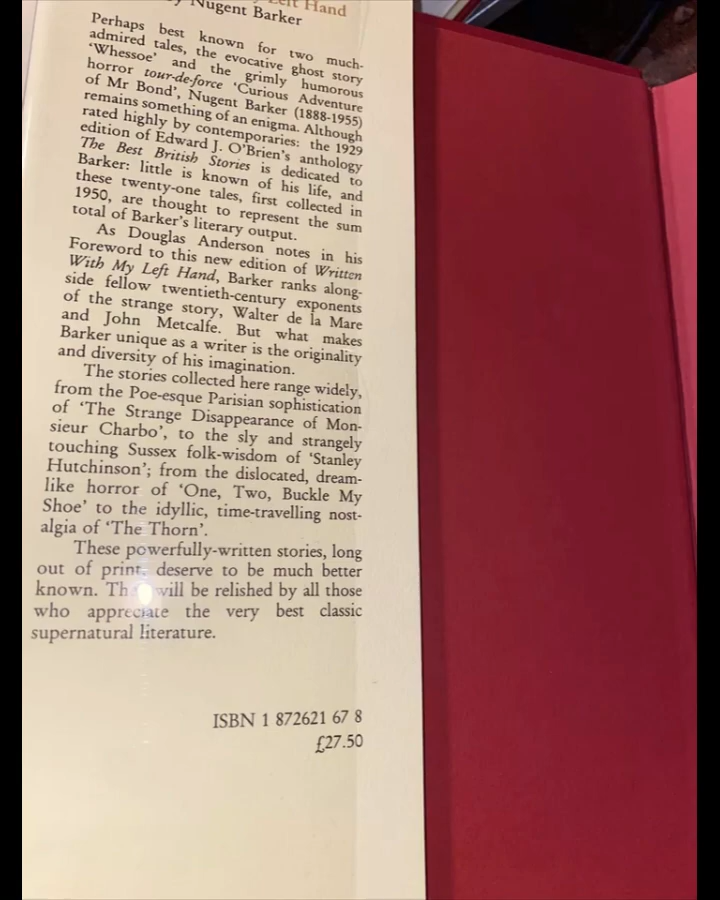 Left Hand
by Nugent Barker
Perhaps best known for two much-
admired tales, the evocative ghost story
‘Whessoe’ and the grimly humorous
horror tour-de-force ‘Curious Adventure
of Mr Bond’, Nugent Barker (1888-1955)
remains something of an enigma. Although
rated highly by contemporaries: the 1929
edition of Edward J. O’Brien’s anthology
The Best British Stories is dedicated to
Barker: little is known of his life, and
these twenty-one tales, first collected in
1950, are thought to represent the sum
total of Barker’s literary output.
As Douglas Anderson notes in his
Foreword to this new edition of Written
With My Left Hand, Barker ranks along-
side fellow twentieth-century exponents
of the strange story, Walter de la Mare
and John Metcalfe. But what makes
Barker unique as a writer is the originality
and diversity of his imagination.
The stories collected here range widely,
from the Poe-esque Parisian sophistication
of ‘The Strange Disappearance of Mon-
sieur Charbo’, to the sly and strangely
touching Sussex folk-wisdom of ‘Stanley
Hutchinson’; from the dislocated, dream-
like horror of ‘One, Two, Buckle My
Shoe’ to the idyllic, time-travelling nost-
algia of ‘The Thorn’.
These powerfully-written stories, long
out of print, deserve to be much better
known. will be relished by all those
who appreciate the very best classic
supernatural literature.
ISBN 1 872621 67 8
£27.50